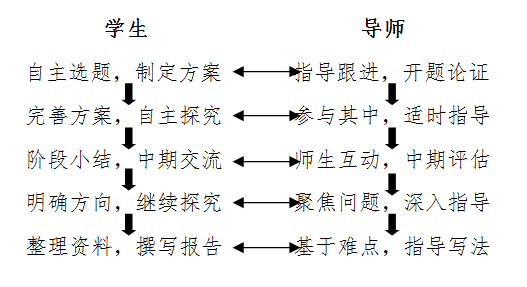 学生 导师
自主选题，制定方案 指导跟进，开题论证
完善方案，自主探究 参与其中，适时指导
阶段小结，中期交流 师生互动，中期评估
明确方向，继续探究 聚焦问题，深入指导
整理资料，撰写报告 基于难点，指导写法